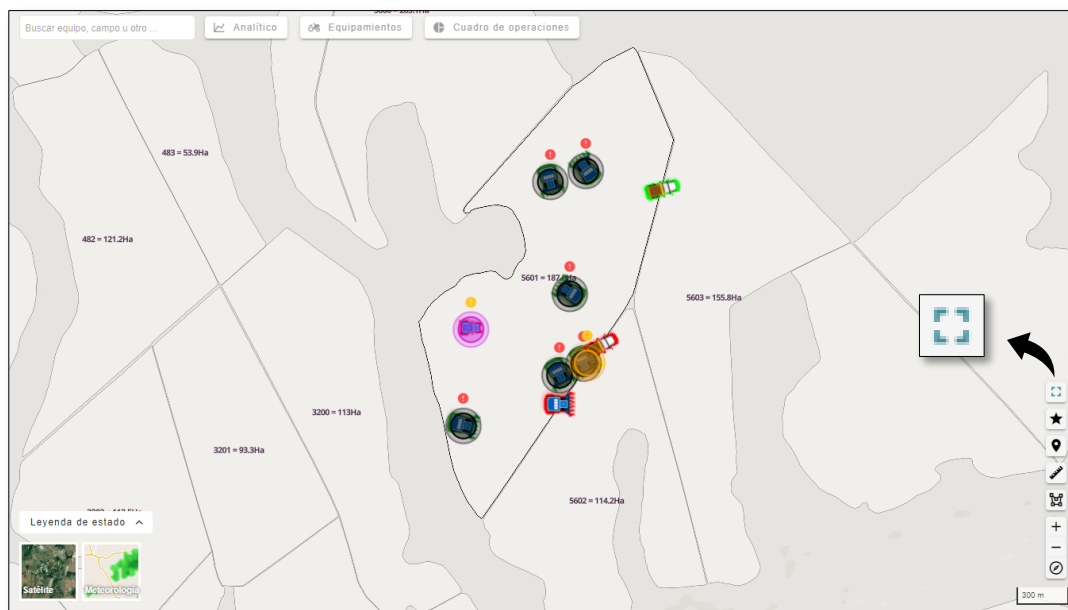 Buscar equipo, campo u otro ...
Analítico
Equipamientos
Cuadro de operaciones
483 = 53.9Ha
482 = 121.2Ha
5603 = 155.8Ha
3200 = 113Ha
3201 = 93.3Ha
5602 = 114.2Ha
Leyenda de estado
Satélite
Meteorología
300 m